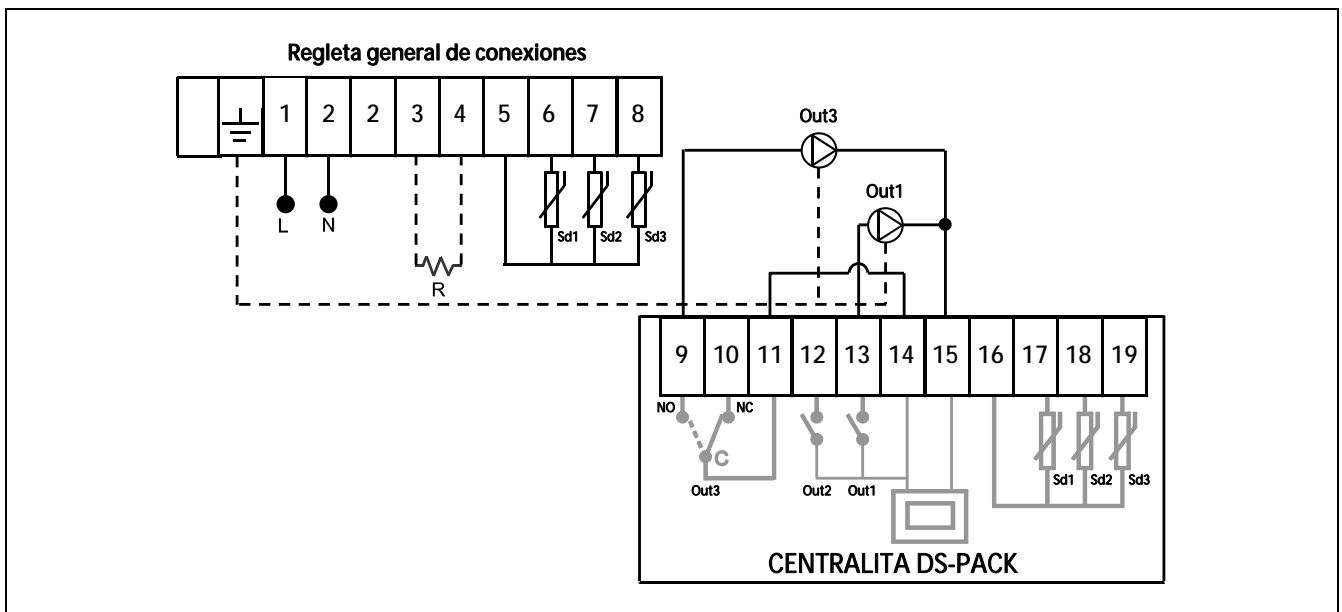 Regleta general de conexiones
1 2 2 3 4 5 6 7 8
Out3
Out1
L N
Sd1 Sd2 Sd3
R
9 10 11 12 13 14 15 16 17 18 19
NO NC
C
Out3 Out2 Out1
Sd1 Sd2 Sd3
CENTRALITA DS-PACK